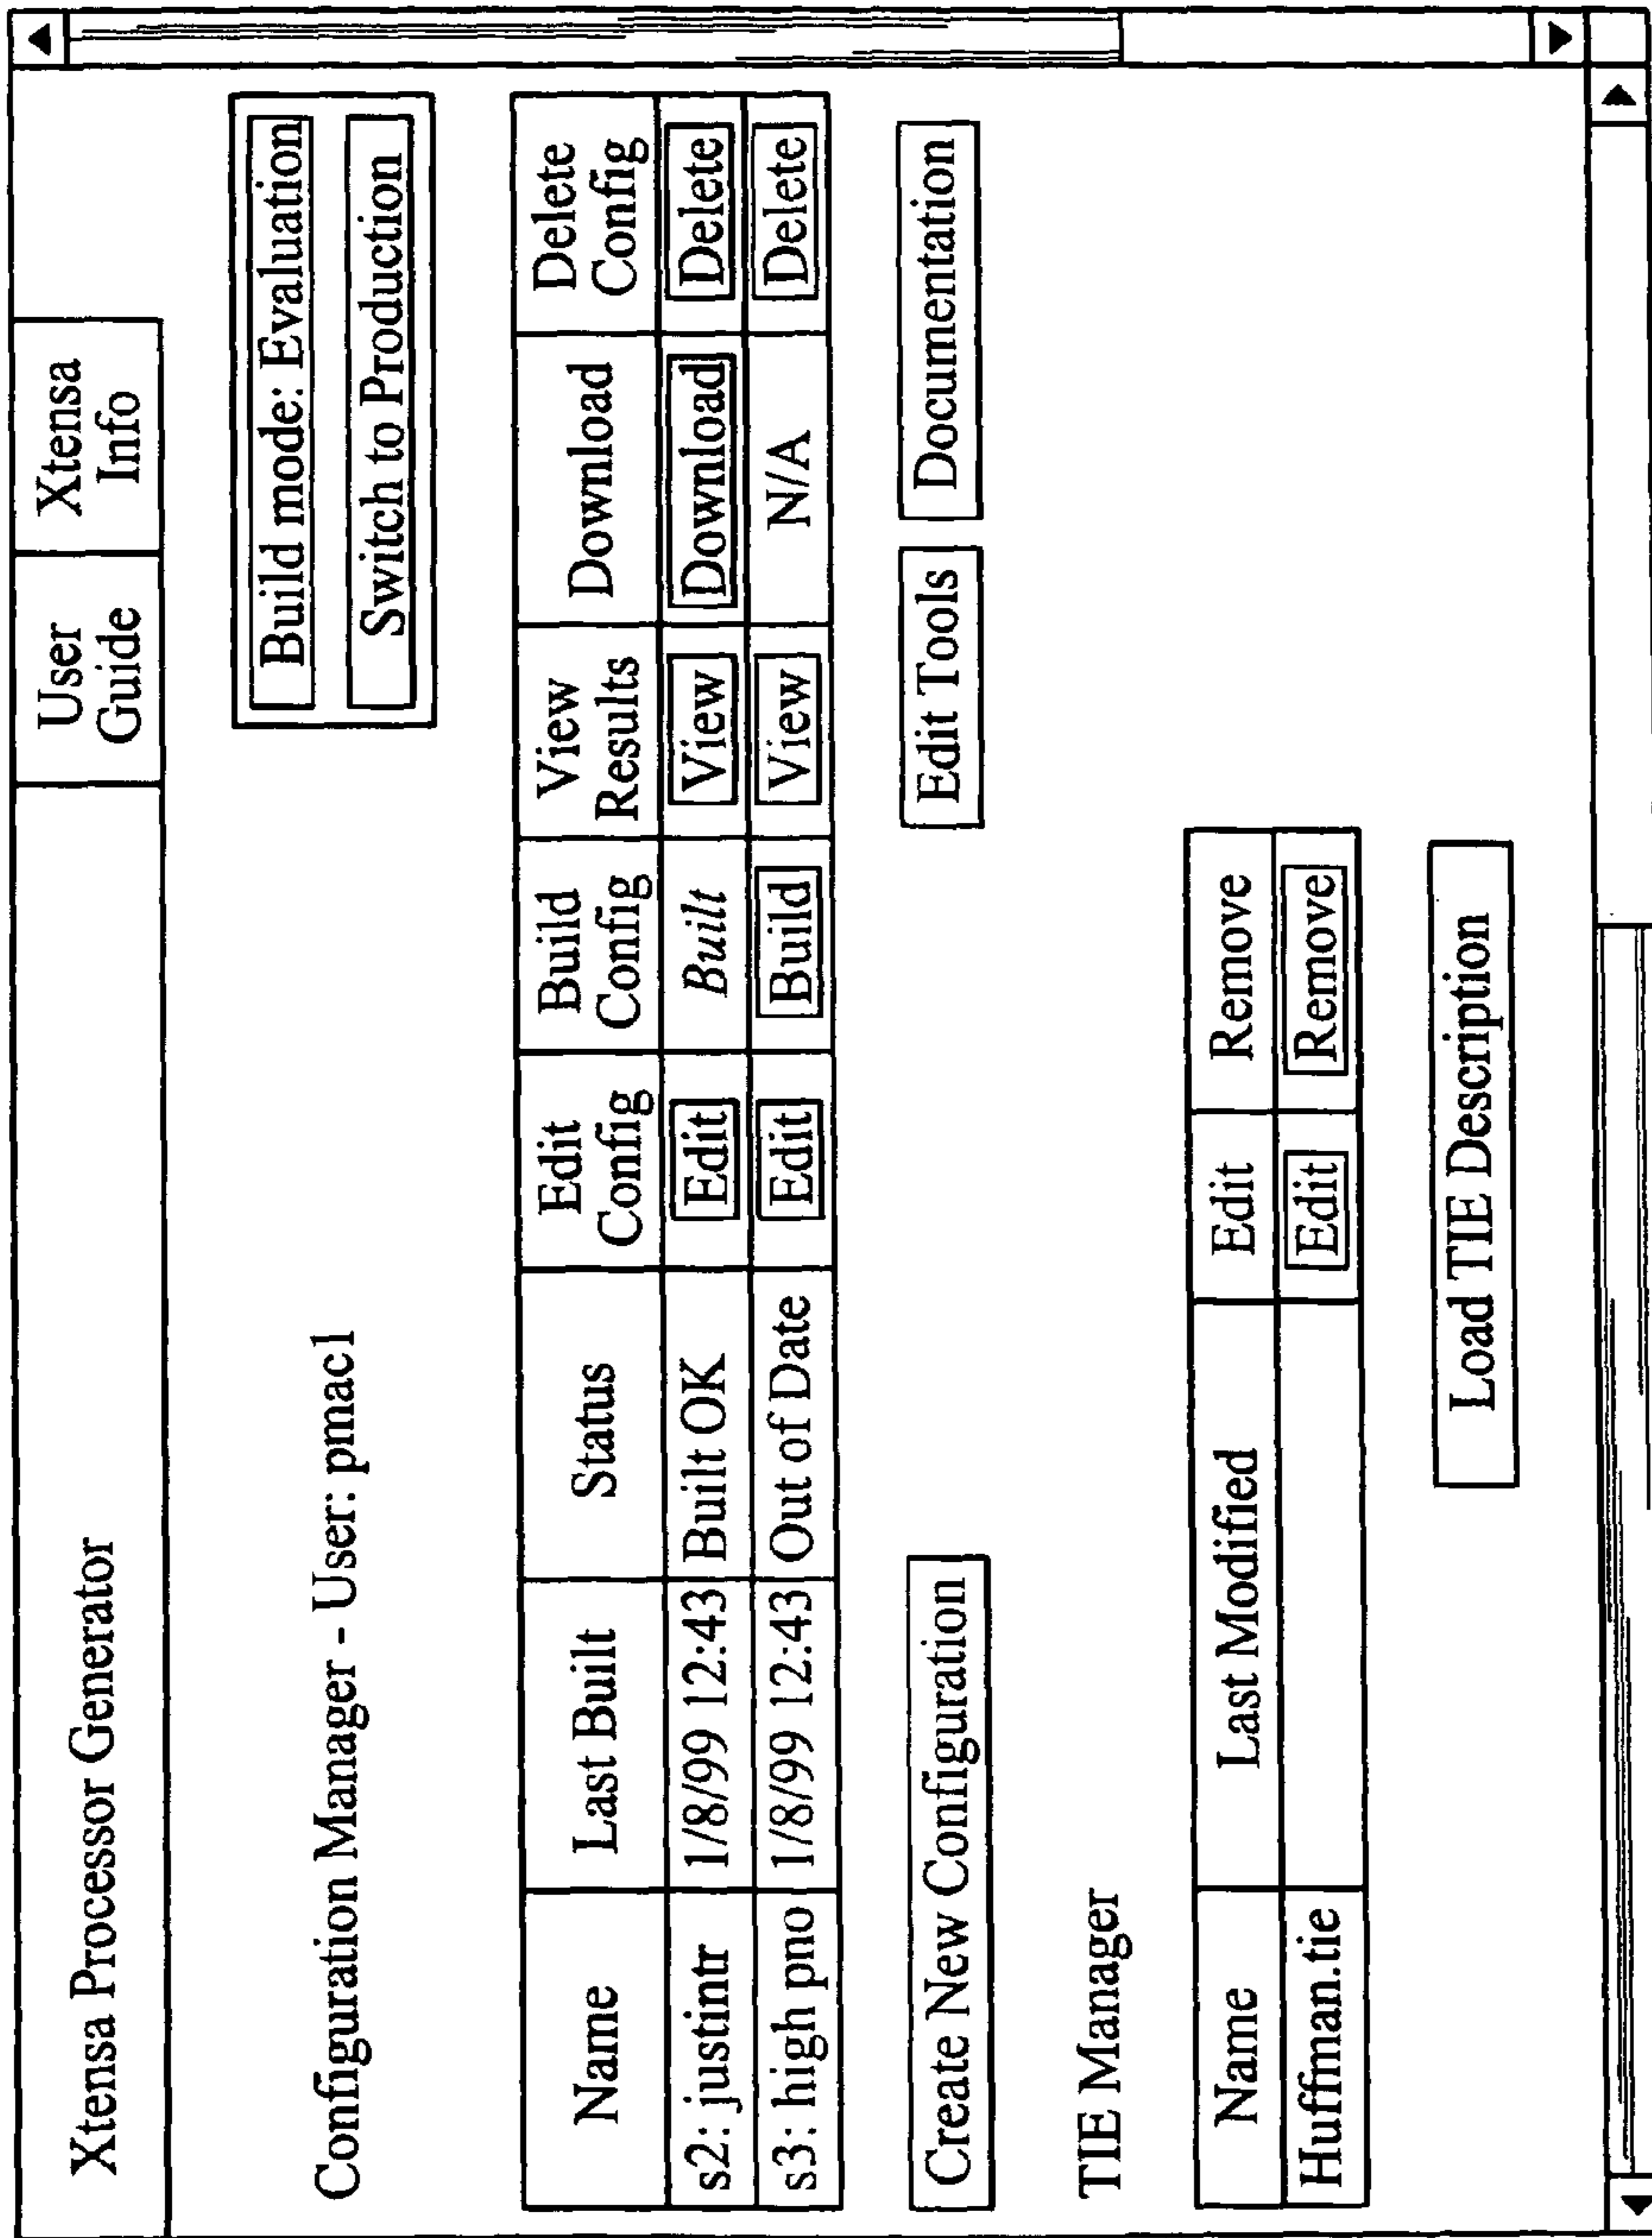 Xtensa Processor Generator
User Guide
Xtensa Info
Build mode: Evaluation
Switch to Production
Configuration Manager - User: pmac1
Name Last Built Status Edit Config Build Config View Results Download Delete Config
s2: justintr 1/8/99 12:43 Built OK Edit Built View Download Delete
s3: high pno 1/8/99 12:43 Out of Date Edit Build View N/A Delete
Create New Configuration Edit Tools Documentation
TIE Manager
Name Last Modified Edit Remove
Huffman.tie Edit Remove
Load TIE Description